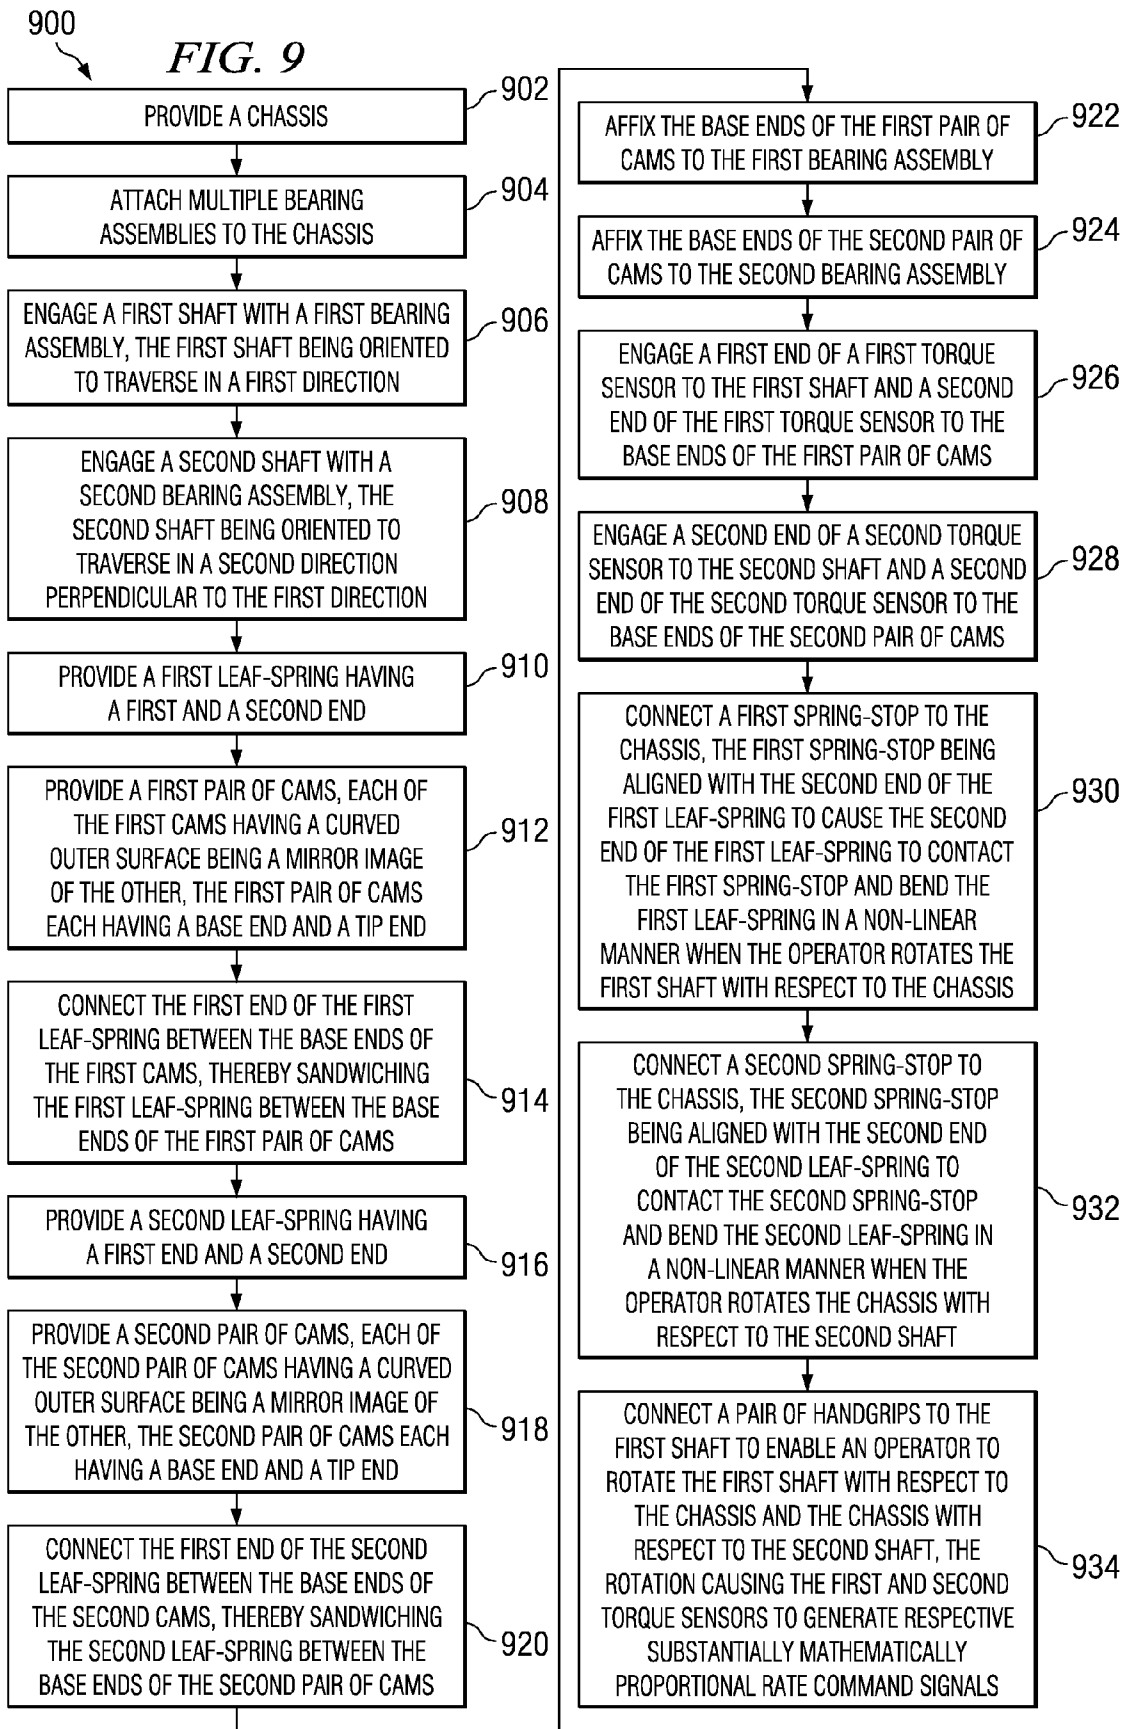 900
FIG. 9
902
PROVIDE A CHASSIS
904
ATTACH MULTIPLE BEARING
ASSEMBLIES TO THE CHASSIS
906
ENGAGE A FIRST SHAFT WITH A FIRST BEARING
ASSEMBLY, THE FIRST SHAFT BEING ORIENTED
TO TRAVERSE IN A FIRST DIRECTION
908
ENGAGE A SECOND SHAFT WITH A
SECOND BEARING ASSEMBLY, THE
SECOND SHAFT BEING ORIENTED TO
TRAVERSE IN A SECOND DIRECTION
PERPENDICULAR TO THE FIRST DIRECTION
910
PROVIDE A FIRST LEAF-SPRING HAVING
A FIRST AND A SECOND END
912
PROVIDE A FIRST PAIR OF CAMS, EACH OF
THE FIRST CAMS HAVING A CURVED
OUTER SURFACE BEING A MIRROR IMAGE
OF THE OTHER, THE FIRST PAIR OF CAMS
EACH HAVING A BASE END AND A TIP END
914
CONNECT THE FIRST END OF THE FIRST
LEAF-SPRING BETWEEN THE BASE ENDS OF
THE FIRST CAMS, THEREBY SANDWICHING
THE FIRST LEAF-SPRING BETWEEN THE BASE
ENDS OF THE FIRST PAIR OF CAMS
916
PROVIDE A SECOND LEAF-SPRING HAVING
A FIRST END AND A SECOND END
918
PROVIDE A SECOND PAIR OF CAMS, EACH OF
THE SECOND PAIR OF CAMS HAVING A CURVED
OUTER SURFACE BEING A MIRROR IMAGE OF
THE OTHER, THE SECOND PAIR OF CAMS EACH
HAVING A BASE END AND A TIP END
920
CONNECT THE FIRST END OF THE SECOND
LEAF-SPRING BETWEEN THE BASE ENDS OF
THE SECOND CAMS, THEREBY SANDWICHING
THE SECOND LEAF-SPRING BETWEEN THE
BASE ENDS OF THE SECOND PAIR OF CAMS
922
AFFIX THE BASE ENDS OF THE FIRST PAIR OF
CAMS TO THE FIRST BEARING ASSEMBLY
924
AFFIX THE BASE ENDS OF THE SECOND PAIR OF
CAMS TO THE SECOND BEARING ASSEMBLY
926
ENGAGE A FIRST END OF A FIRST TORQUE
SENSOR TO THE FIRST SHAFT AND A SECOND
END OF THE FIRST TORQUE SENSOR TO THE
BASE ENDS OF THE FIRST PAIR OF CAMS
928
ENGAGE A SECOND END OF A SECOND TORQUE
SENSOR TO THE SECOND SHAFT AND A SECOND
END OF THE SECOND TORQUE SENSOR TO THE
BASE ENDS OF THE SECOND PAIR OF CAMS
930
CONNECT A FIRST SPRING-STOP TO THE
CHASSIS, THE FIRST SPRING-STOP BEING
ALIGNED WITH THE SECOND END OF THE
FIRST LEAF-SPRING TO CAUSE THE SECOND
END OF THE FIRST LEAF-SPRING TO CONTACT
THE FIRST SPRING-STOP AND BEND THE
FIRST LEAF-SPRING IN A NON-LINEAR
MANNER WHEN THE OPERATOR ROTATES THE
FIRST SHAFT WITH RESPECT TO THE CHASSIS
932
CONNECT A SECOND SPRING-STOP TO
THE CHASSIS, THE SECOND SPRING-STOP
BEING ALIGNED WITH THE SECOND END
OF THE SECOND LEAF-SPRING TO
CONTACT THE SECOND SPRING-STOP
AND BEND THE SECOND LEAF-SPRING IN
A NON-LINEAR MANNER WHEN THE
OPERATOR ROTATES THE CHASSIS WITH
RESPECT TO THE SECOND SHAFT
934
CONNECT A PAIR OF HANDGRIPS TO THE
FIRST SHAFT TO ENABLE AN OPERATOR TO
ROTATE THE FIRST SHAFT WITH RESPECT TO
THE CHASSIS AND THE CHASSIS WITH
RESPECT TO THE SECOND SHAFT, THE
ROTATION CAUSING THE FIRST AND SECOND
TORQUE SENSORS TO GENERATE RESPECTIVE
SUBSTANTIALLY MATHEMATICALLY
PROPORTIONAL RATE COMMAND SIGNALS